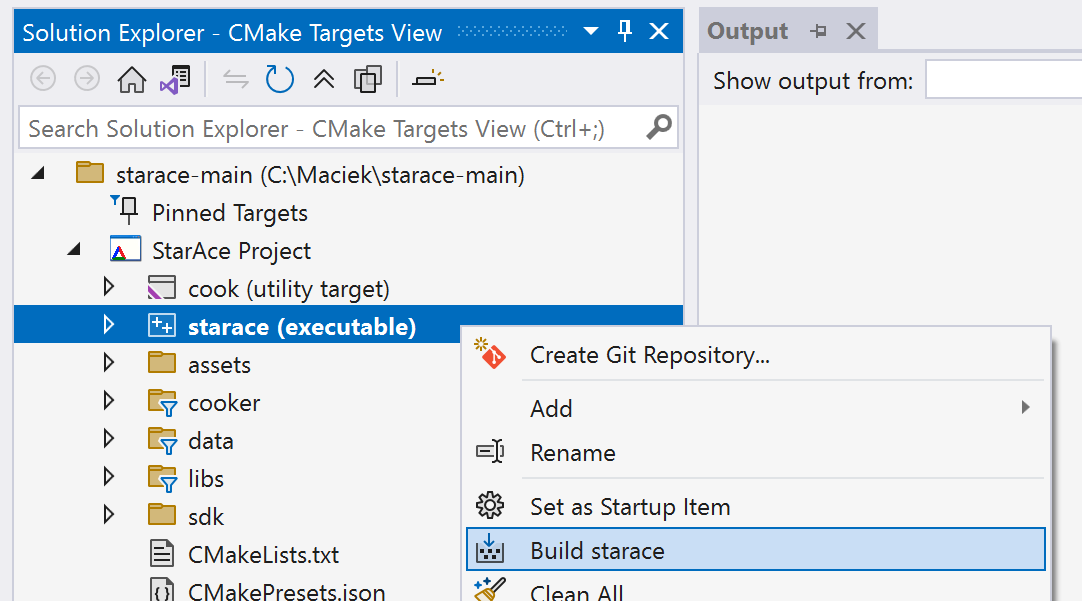 Solution Explorer - CMake Targets View
Output
Show output from:
Search Solution Explorer - CMake Targets View (Ctrl+;)
starace-main (C:\Maciek\starace-main)
Pinned Targets
StarAce Project
cook (utility target)
starace (executable)
assets
cooker
data
libs
sdk
CMakeLists.txt
CMakePresets.json
Create Git Repository...
Add
Rename
Set as Startup Item
Build starace
Clean All